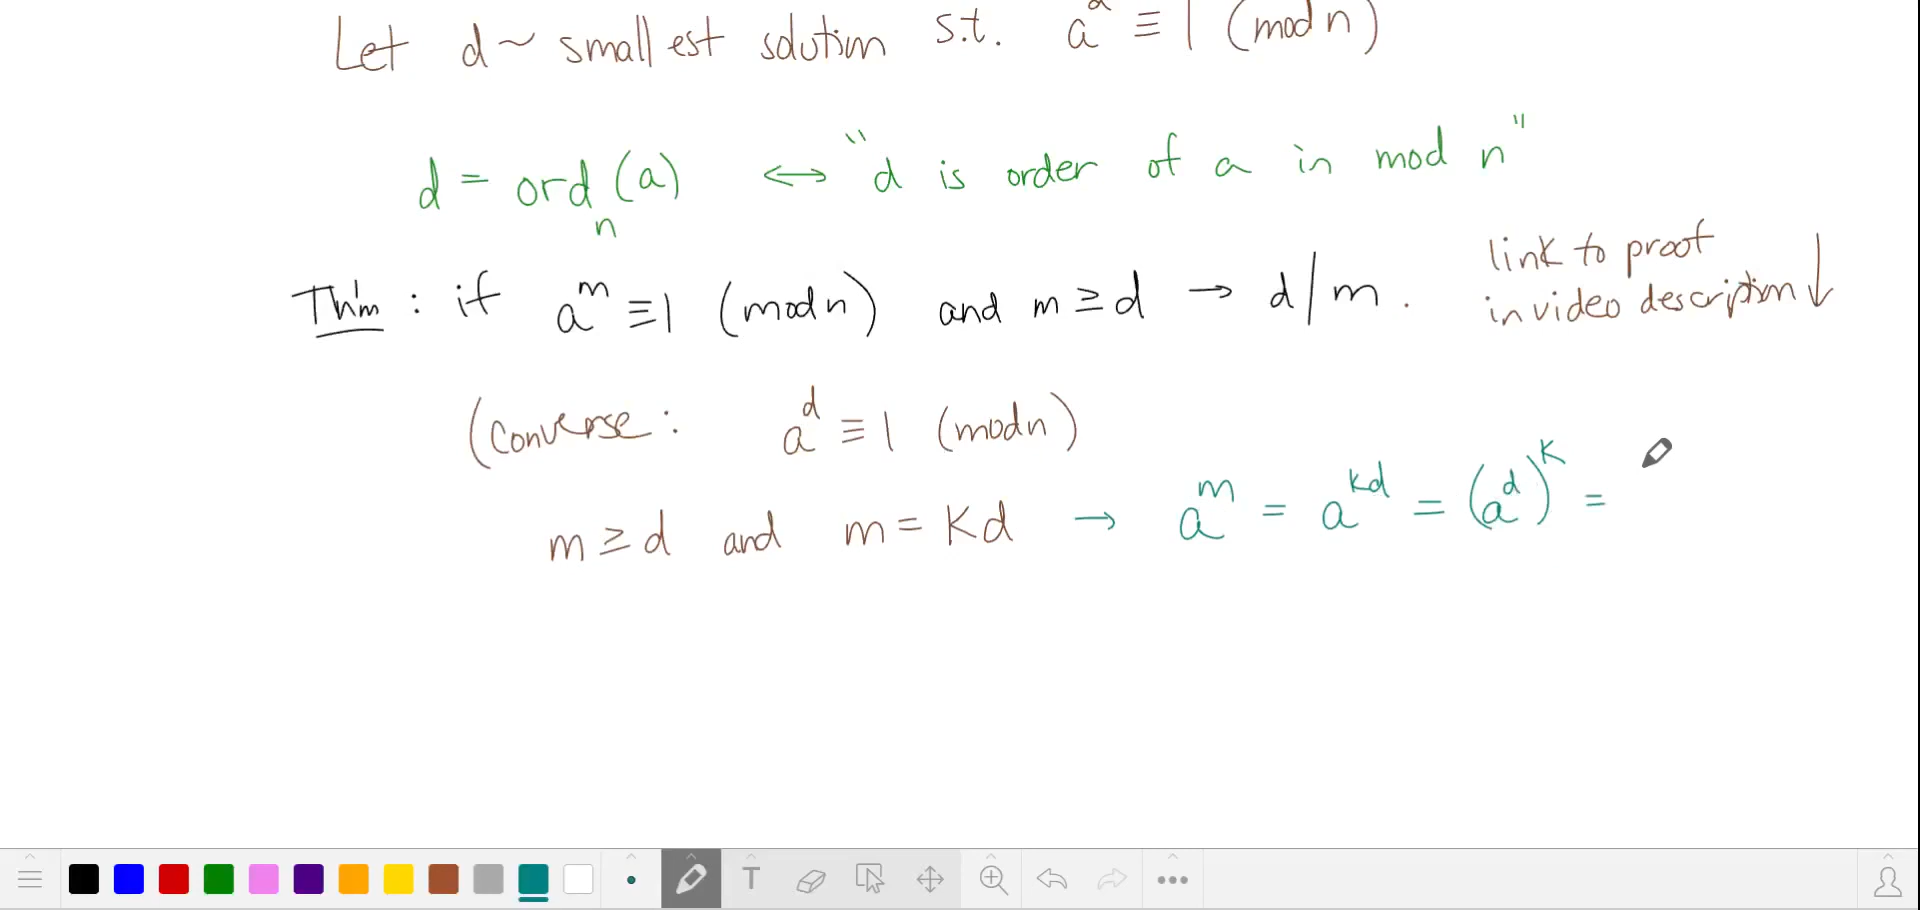 Let d ~ smallest solution s.t. a^d ≡ 1 (mod n)
d = ord_n(a) ↔ "d is order of a in mod n"
Th'm : if a^m ≡ 1 (mod n) and m ≥ d → d | m .
link to proof
in video description ↓
(converse : a^d ≡ 1 (mod n)
m ≥ d and m = Kd → a^m = a^{kd} = (a^d)^k =
T